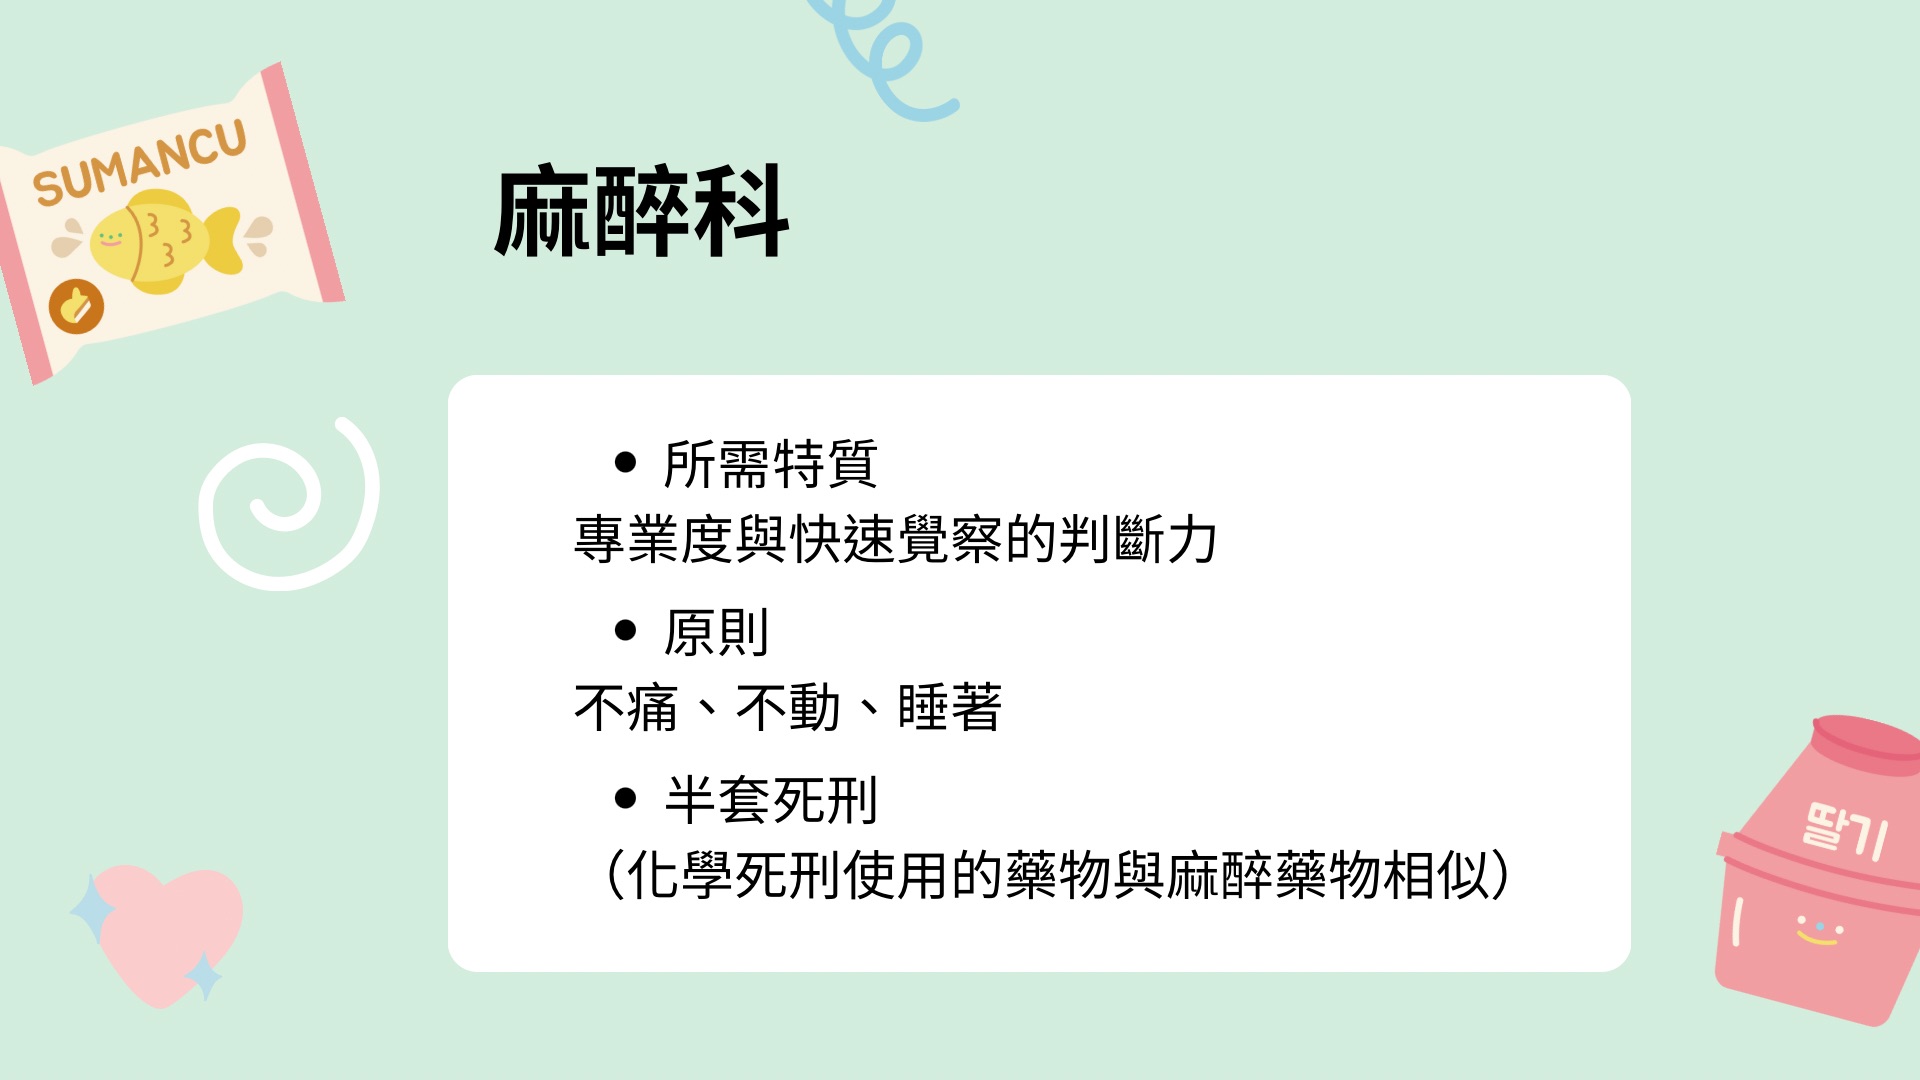 SUMANCU
麻醉科
• 所需特質
專業度與快速覺察的判斷力
• 原則
不痛、不動、睡著
• 半套死刑
（化學死刑使用的藥物與麻醉藥物相似）
딸기